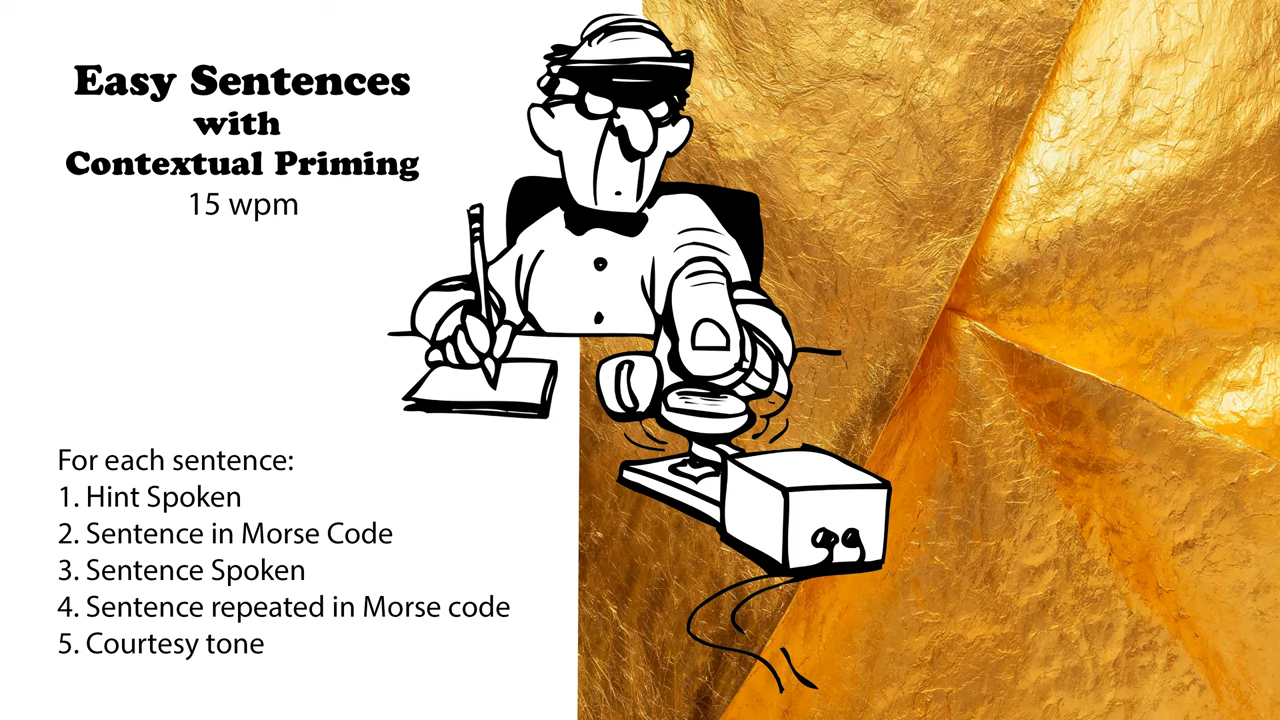 Easy Sentences
with
Contextual Priming
15 wpm
For each sentence:
1. Hint Spoken
2. Sentence in Morse Code
3. Sentence Spoken
4. Sentence repeated in Morse code
5. Courtesy tone